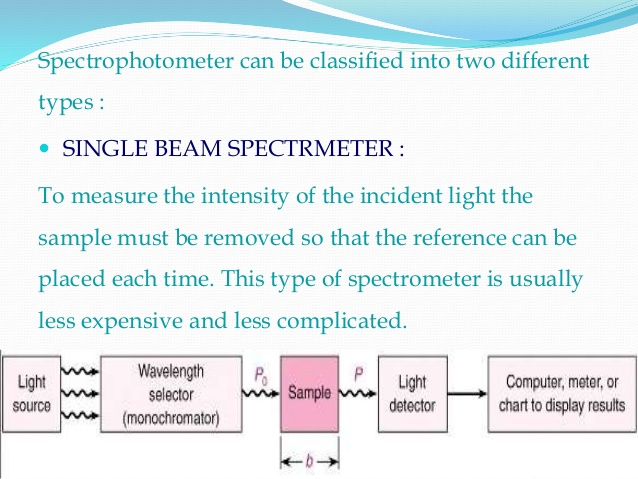 Spectrophotometer can be classified into two different
types :
• SINGLE BEAM SPECTRMETER :
To measure the intensity of the incident light the
sample must be removed so that the reference can be
placed each time. This type of spectrometer is usually
less expensive and less complicated.
Light
source
Wavelength
selector
(monochromator)
P₀
Sample
P
Light
detector
Computer, meter, or
chart to display results
b